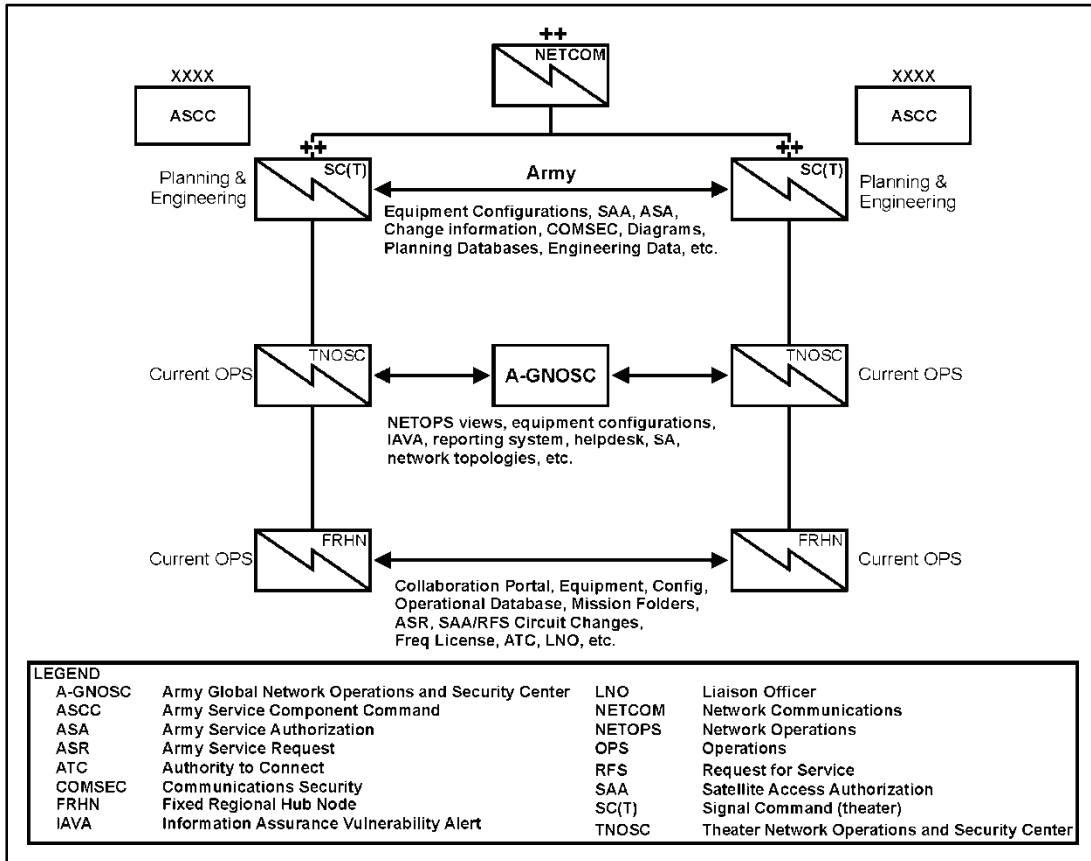 ++
NETCOM
XXXX
ASCC
XXXX
ASCC
++
SC(T)
++
SC(T)
Planning &
Engineering
Army
Planning &
Engineering
Equipment Configurations, SAA, ASA,
Change information, COMSEC, Diagrams,
Planning Databases, Engineering Data, etc.
Current OPS
TNOSC
A-GNOSC
TNOSC
Current OPS
NETOPS views, equipment configurations,
IAVA, reporting system, helpdesk, SA,
network topologies, etc.
Current OPS
FRHN
FRHN
Current OPS
Collaboration Portal, Equipment, Config,
Operational Database, Mission Folders,
ASR, SAA/RFS Circuit Changes,
Freq License, ATC, LNO, etc.
LEGEND
A-GNOSC Army Global Network Operations and Security Center
ASCC Army Service Component Command
ASA Army Service Authorization
ASR Army Service Request
ATC Authority to Connect
COMSEC Communications Security
FRHN Fixed Regional Hub Node
IAVA Information Assurance Vulnerability Alert
LNO Liaison Officer
NETCOM Network Communications
NETOPS Network Operations
OPS Operations
RFS Request for Service
SAA Satellite Access Authorization
SC(T) Signal Command (theater)
TNOSC Theater Network Operations and Security Center